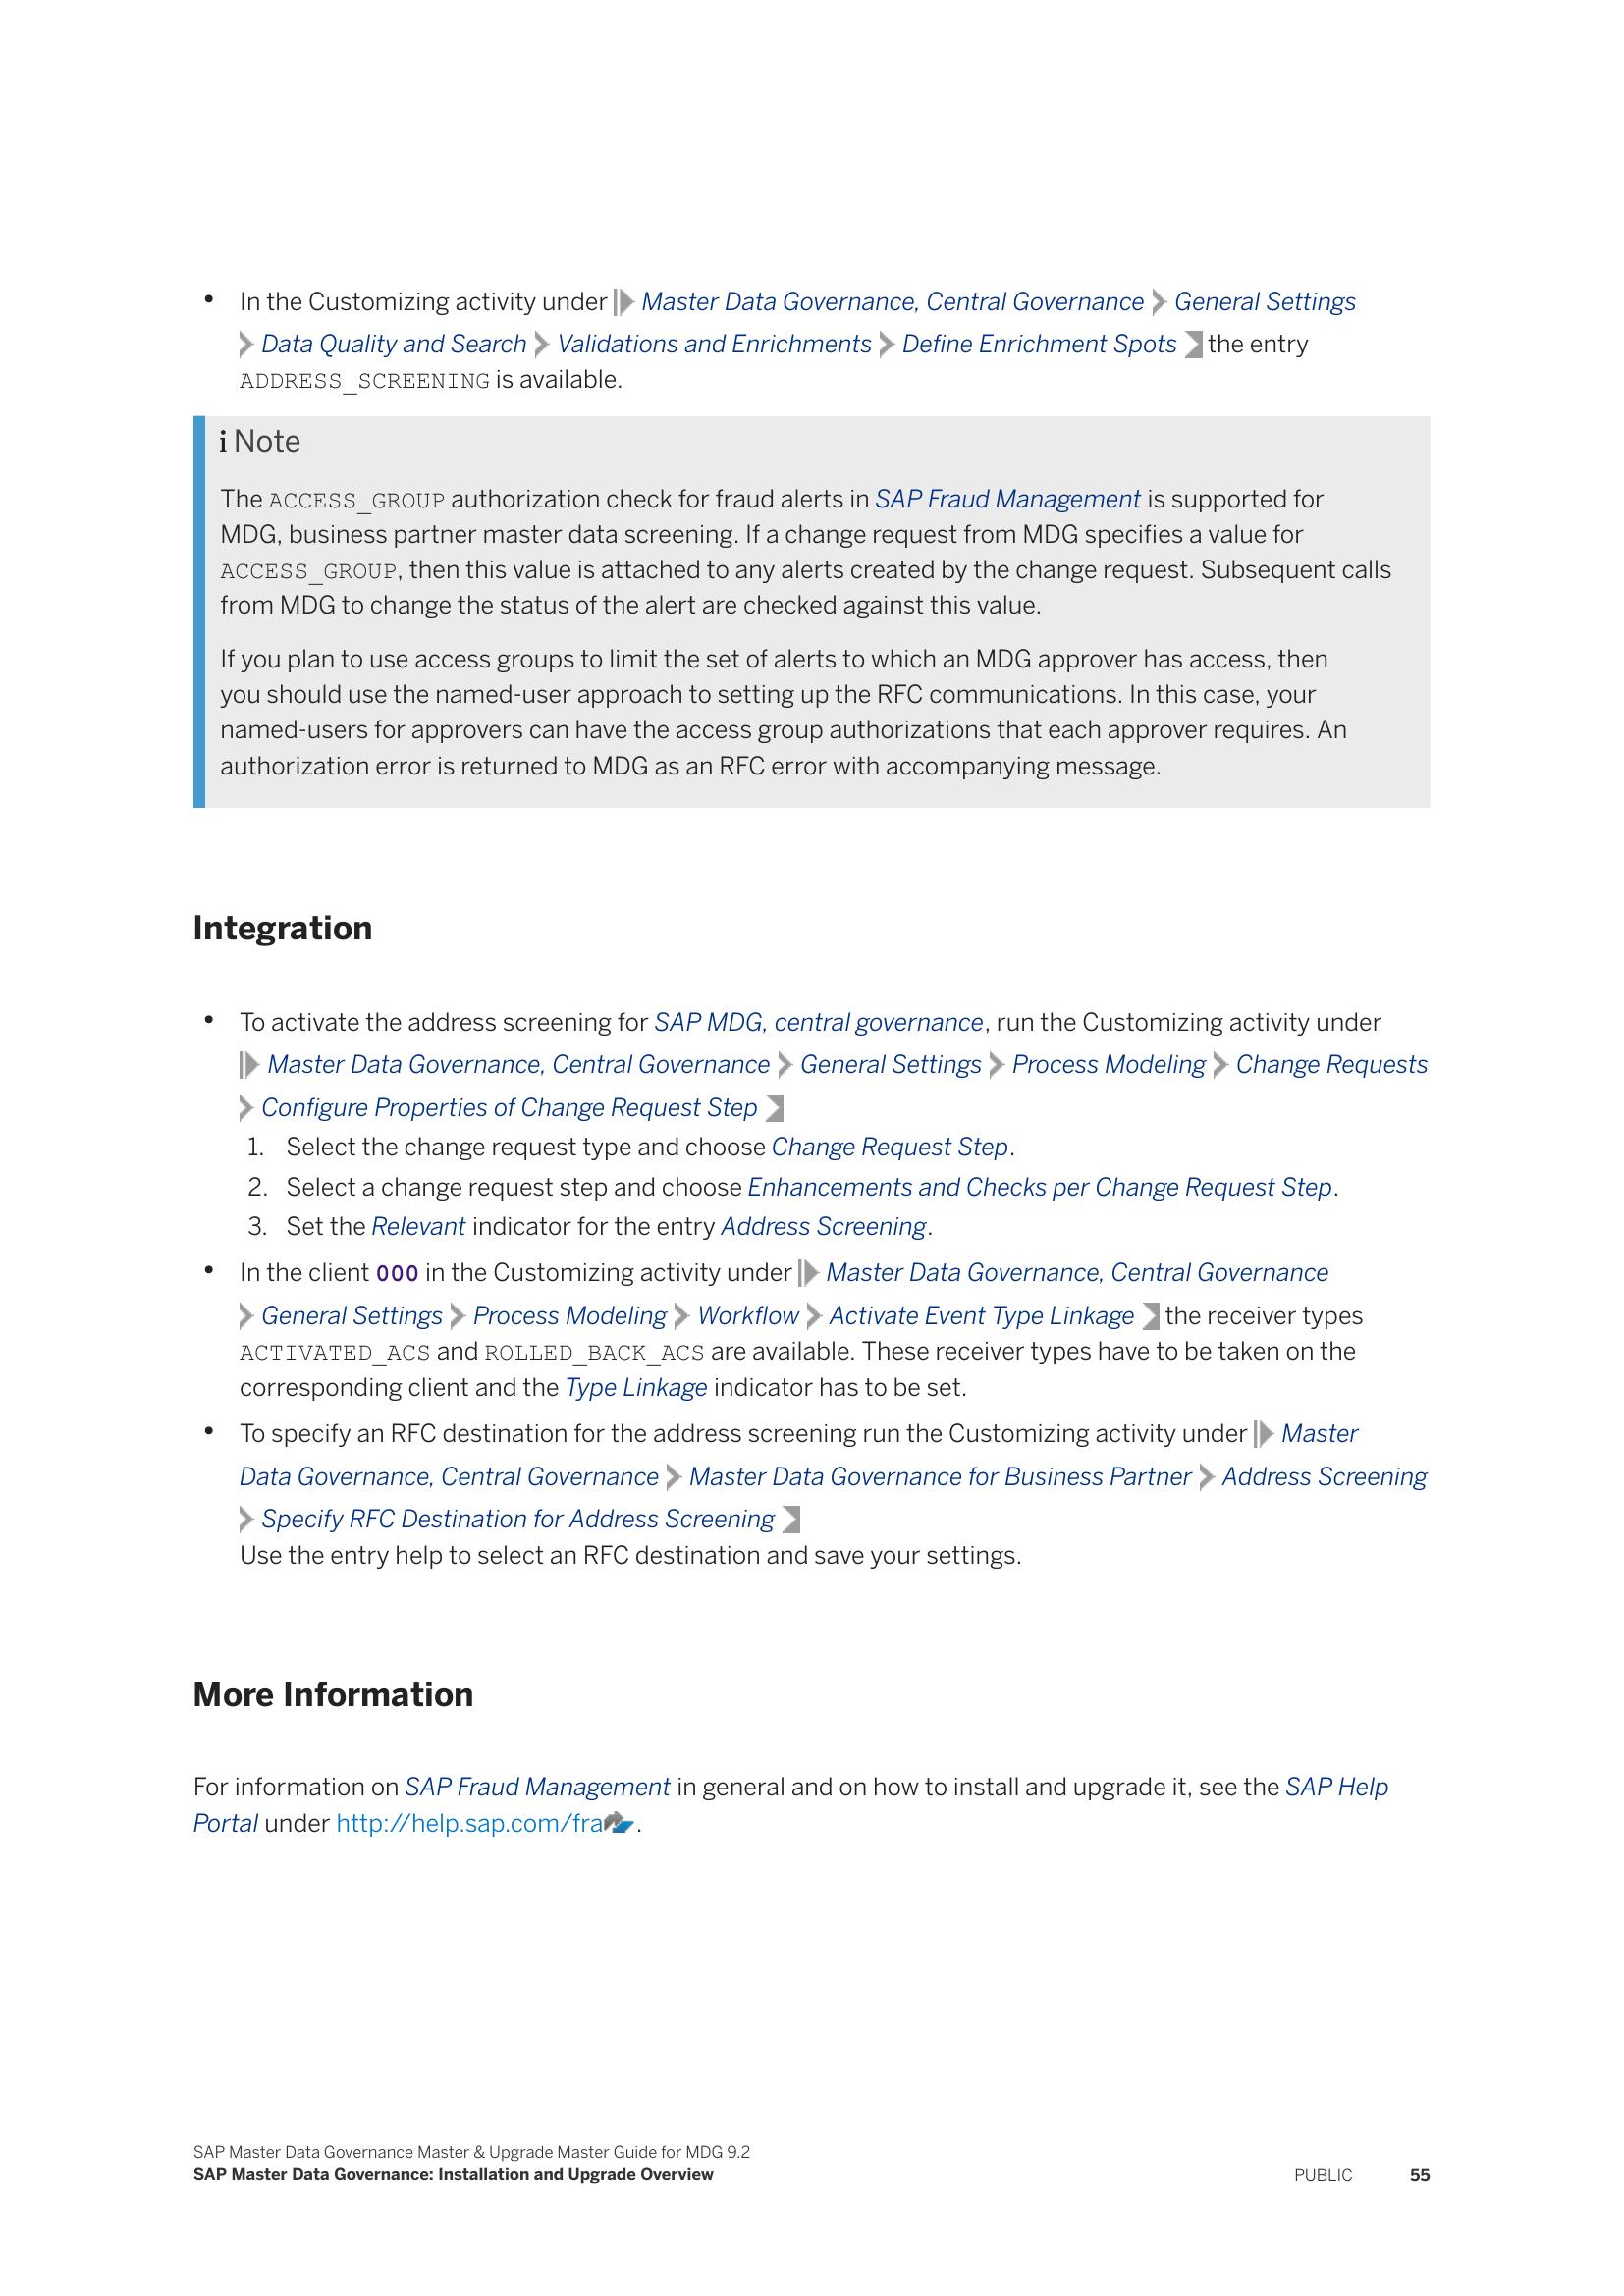 • In the Customizing activity under Master Data Governance, Central Governance General Settings
Data Quality and Search Validations and Enrichments Define Enrichment Spots the entry
ADDRESS_SCREENING is available.
i Note
The ACCESS_GROUP authorization check for fraud alerts in SAP Fraud Management is supported for
MDG, business partner master data screening. If a change request from MDG specifies a value for
ACCESS_GROUP, then this value is attached to any alerts created by the change request. Subsequent calls
from MDG to change the status of the alert are checked against this value.
If you plan to use access groups to limit the set of alerts to which an MDG approver has access, then
you should use the named-user approach to setting up the RFC communications. In this case, your
named-users for approvers can have the access group authorizations that each approver requires. An
authorization error is returned to MDG as an RFC error with accompanying message.
Integration
• To activate the address screening for SAP MDG, central governance, run the Customizing activity under
Master Data Governance, Central Governance General Settings Process Modeling Change Requests
Configure Properties of Change Request Step
1. Select the change request type and choose Change Request Step.
2. Select a change request step and choose Enhancements and Checks per Change Request Step.
3. Set the Relevant indicator for the entry Address Screening.
• In the client 000 in the Customizing activity under Master Data Governance, Central Governance
General Settings Process Modeling Workflow Activate Event Type Linkage the receiver types
ACTIVATED_ACS and ROLLED_BACK_ACS are available. These receiver types have to be taken on the
corresponding client and the Type Linkage indicator has to be set.
• To specify an RFC destination for the address screening run the Customizing activity under Master
Data Governance, Central Governance Master Data Governance for Business Partner Address Screening
Specify RFC Destination for Address Screening
Use the entry help to select an RFC destination and save your settings.
More Information
For information on SAP Fraud Management in general and on how to install and upgrade it, see the SAP Help
Portal under http://help.sap.com/fra.
SAP Master Data Governance Master & Upgrade Master Guide for MDG 9.2
SAP Master Data Governance: Installation and Upgrade Overview PUBLIC 55